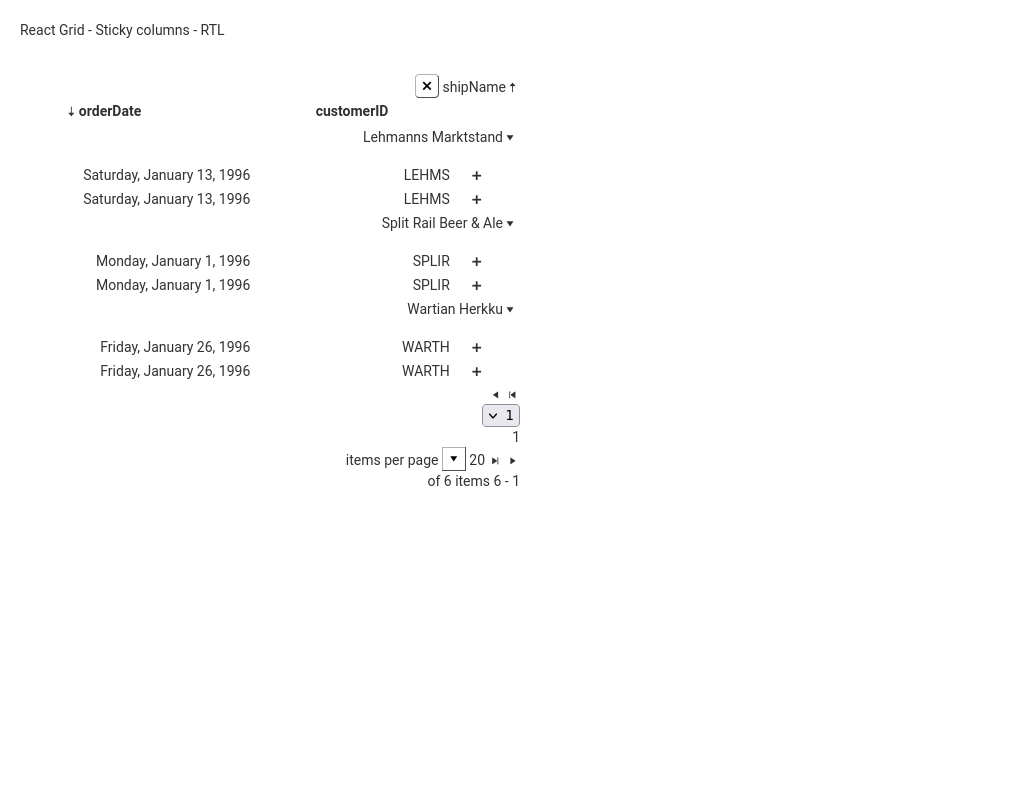 React Grid - Sticky columns - RTL
shipName
orderDate customerID
Lehmanns Marktstand
Saturday, January 13, 1996 LEHMS
Saturday, January 13, 1996 LEHMS
Split Rail Beer & Ale
Monday, January 1, 1996 SPLIR
Monday, January 1, 1996 SPLIR
Wartian Herkku
Friday, January 26, 1996 WARTH
Friday, January 26, 1996 WARTH
1
1
items per page 20
of 6 items 6 - 1